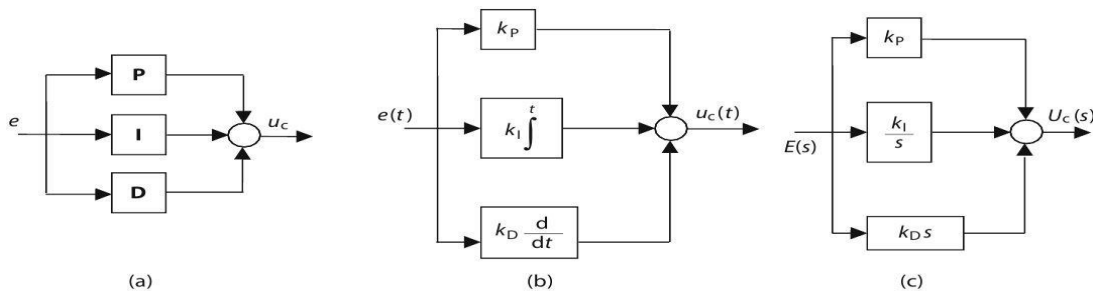 P
e
I
u_c
D
(a)
k_P
e(t)
k_I ∫^t
u_c(t)
k_D d/dt
(b)
k_P
E(s)
k_I/s
U_c(s)
k_D s
(c)